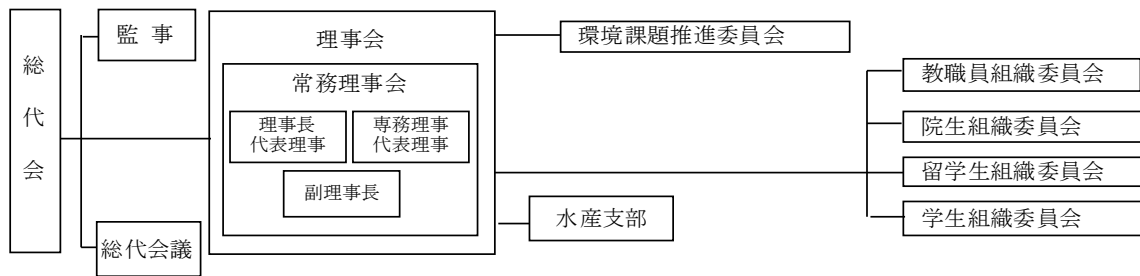 総代会
監 事
総代会議
理事会
常務理事会
理事長
代表理事
専務理事
代表理事
副理事長
環境課題推進委員会
水産支部
教職員組織委員会
院生組織委員会
留学生組織委員会
学生組織委員会